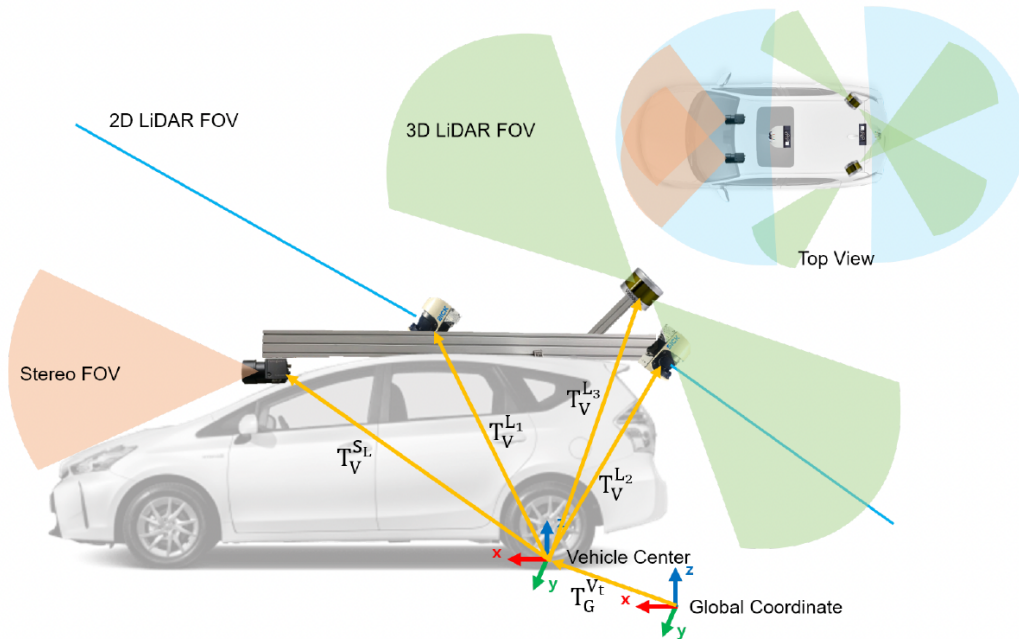 2D LiDAR FOV
3D LiDAR FOV
Top View
Stereo FOV
T_V^{S_L}
T_V^{L_1}
T_V^{L_3}
T_V^{L_2}
z
x
Vehicle Center
y
T_G^{V_t}
z
x
Global Coordinate
y